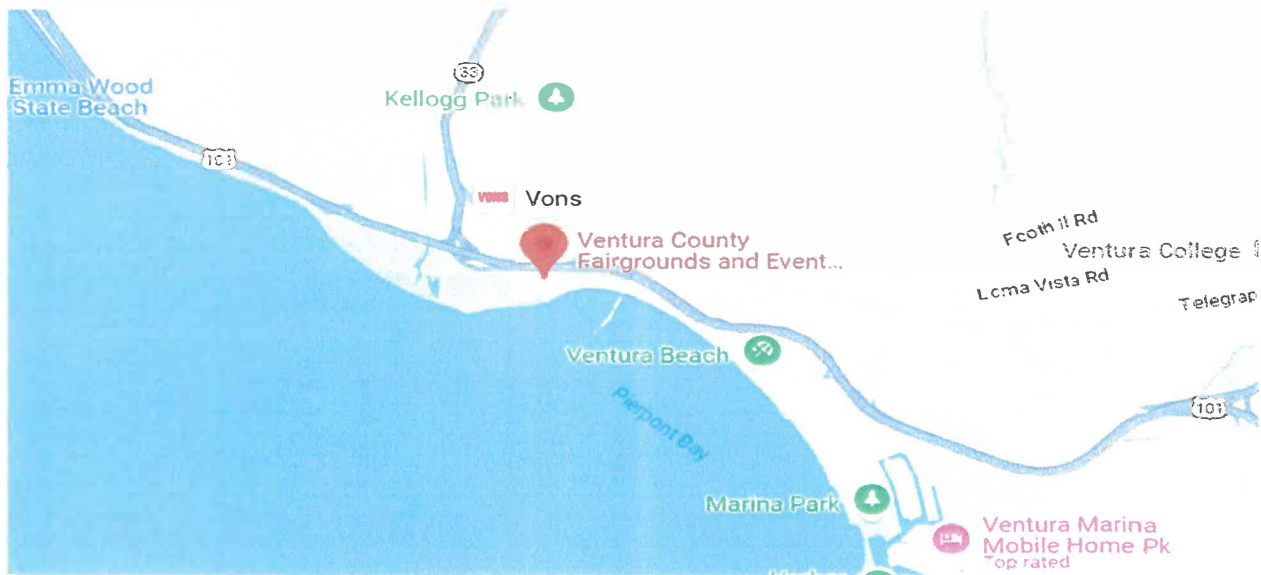 Emma Wood
State Beach
33
Kellogg Park
101
VONS
Vons
Ventura County
Fairgrounds and Event...
Foothill Rd
Ventura College
Loma Vista Rd
Telegrap
Ventura Beach
Pierpont Bay
101
Marina Park
Ventura Marina
Mobile Home Pk
Top rated